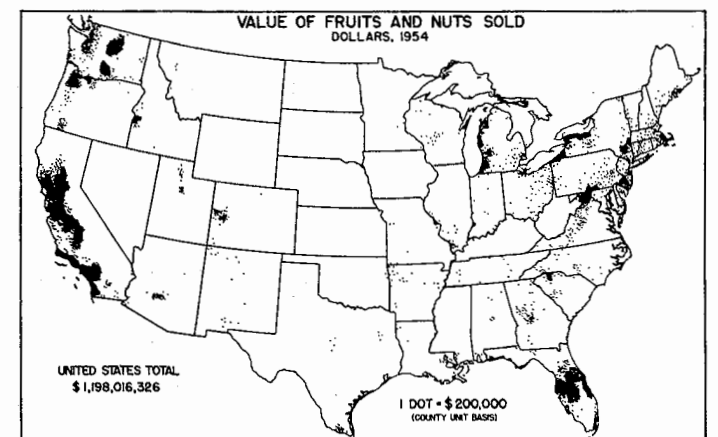 VALUE OF FRUITS AND NUTS SOLD
DOLLARS, 1954
UNITED STATES TOTAL
$1,198,016,326
1 DOT = $200,000
(COUNTY UNIT BASIS)